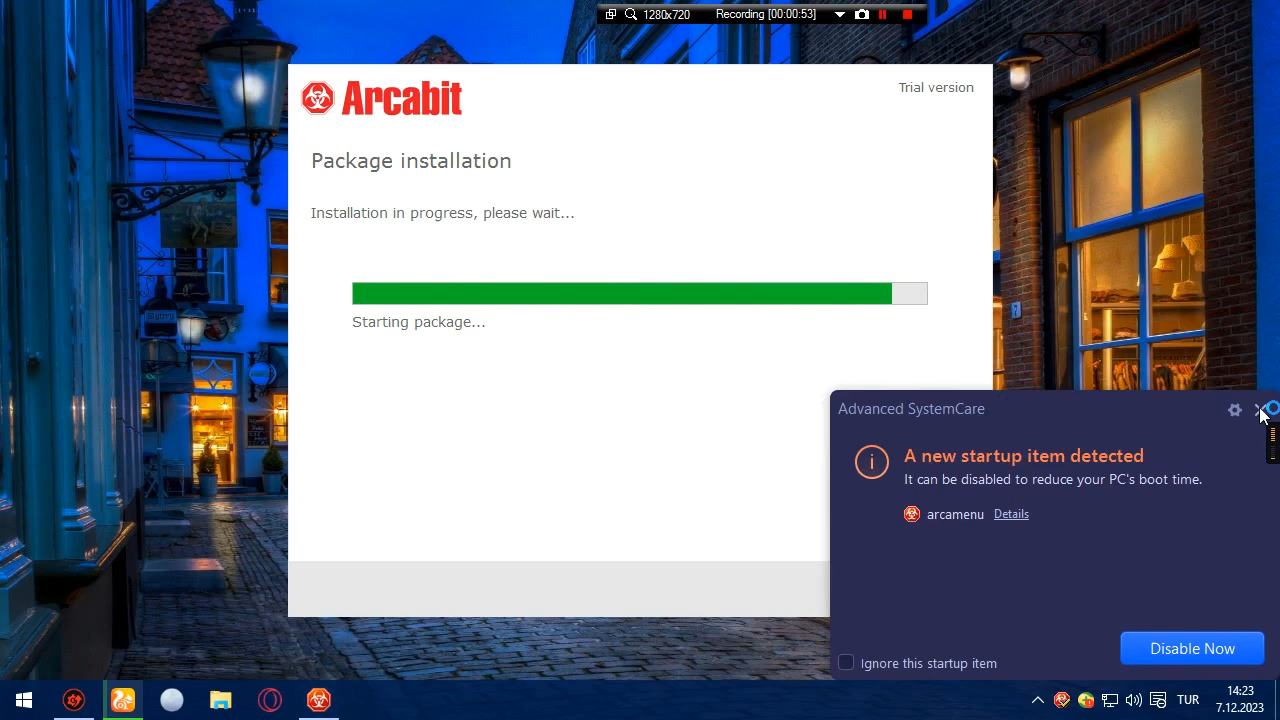 1280x720
Recording [00:00:53]
Arcabit
Trial version
Package installation
Installation in progress, please wait...
Starting package...
Advanced SystemCare
A new startup item detected
It can be disabled to reduce your PC's boot time.
arcamenu Details
Disable Now
Ignore this startup item
TUR
14:23
7.12.2023